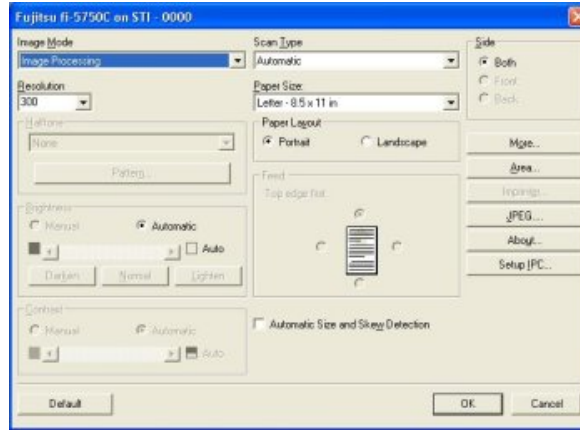 Fujitsu fi-5750C on STI - 0000
Image Mode
Image Processing
Resolution
300
Halftone
None
Pattern...
Brightness
Manual
Automatic
Auto
Darken
Normal
Lighten
Contrast
Manual
Automatic
Auto
Scan Type
Automatic
Paper Size:
Letter - 8.5 x 11 in
Paper Layout
Portrait
Landscape
Feed
Top edge first.
Automatic Size and Skew Detection
Side
Both
Front
Back
More...
Area...
JPEG...
About...
Setup IPC...
Default
OK
Cancel